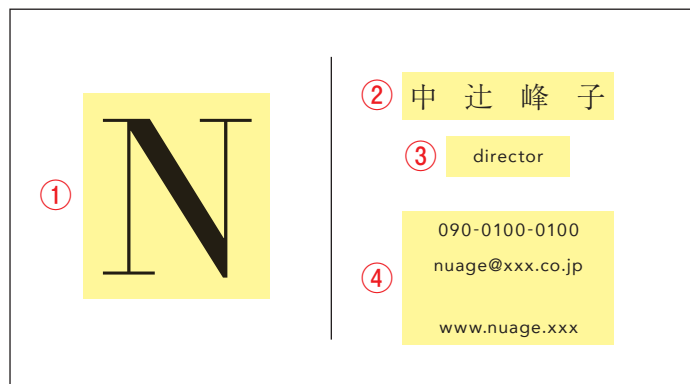 ①
N
② 中辻峰子
③ director
④
090-0100-0100
nuage@xxx.co.jp
www.nuage.xxx